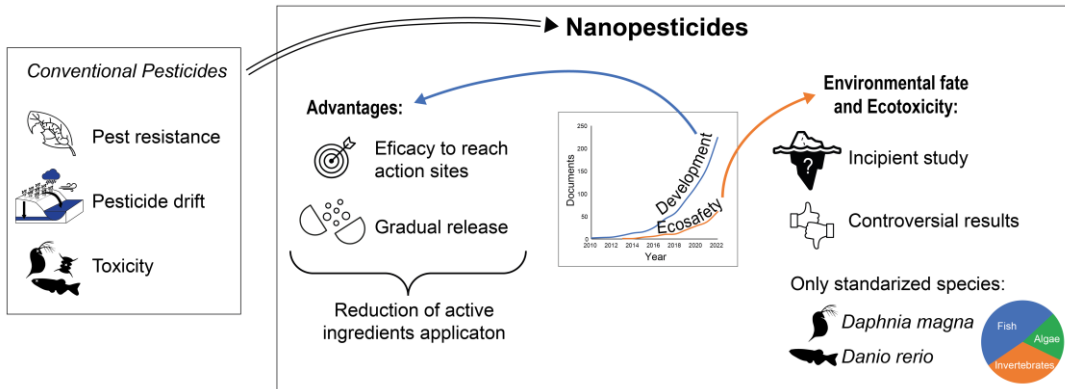 Nanopesticides
Conventional Pesticides
Pest resistance
Pesticide drift
Toxicity
Advantages:
Eficacy to reach
action sites
Gradual release
Reduction of active
ingredients applicaton
Documents
250
200
150
100
50
0
2010 2012 2014 2016 2018 2020 2022
Year
Development
Ecosafety
Environmental fate
and Ecotoxicity:
?
Incipient study
Controversial results
Only standarized species:
Daphnia magna
Danio rerio
Fish
Algae
Invertebrates